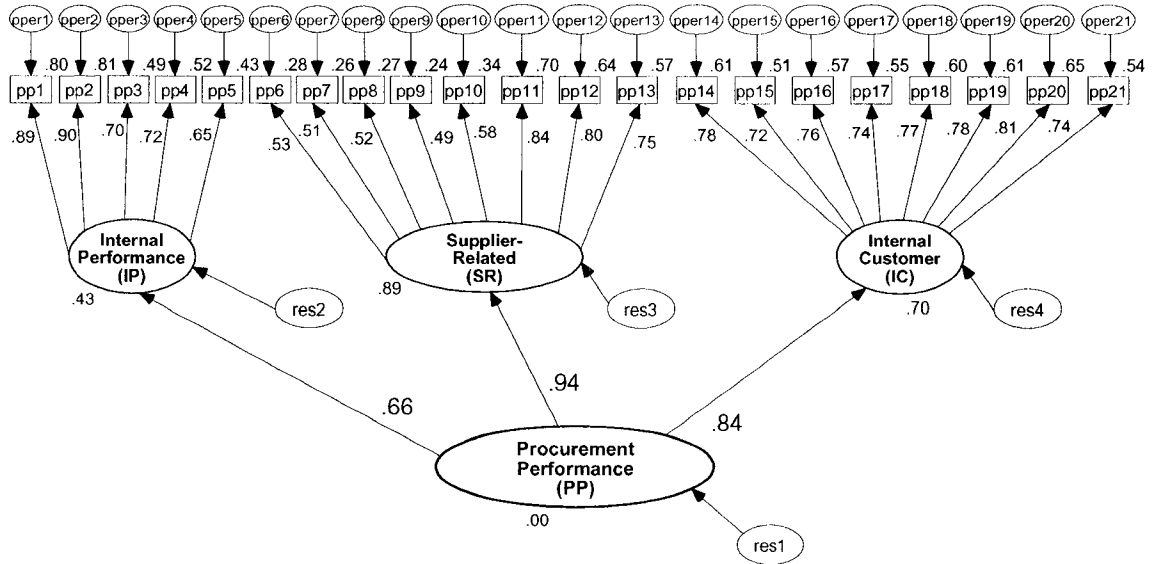 pper1 pper2 pper3 pper4 pper5 pper6 pper7 pper8 pper9 pper10 pper11 pper12 pper13 pper14 pper15 pper16 pper17 pper18 pper19 pper20 pper21
.80 .81 .49 .52 .43 .28 .26 .27 .24 .34 .70 .64 .57 .61 .51 .57 .55 .60 .61 .65 .54
pp1 pp2 pp3 pp4 pp5 pp6 pp7 pp8 pp9 pp10 pp11 pp12 pp13 pp14 pp15 pp16 pp17 pp18 pp19 pp20 pp21
.89 .90 .70 .72 .65 .53 .51 .52 .49 .58 .84 .80 .75 .78 .72 .76 .74 .77 .78 .81 .74
Internal
Performance
(IP)
.43
res2
Supplier-
Related
(SR)
.89
res3
Internal
Customer
(IC)
.70
res4
.66
.94
.84
Procurement
Performance
(PP)
.00
res1